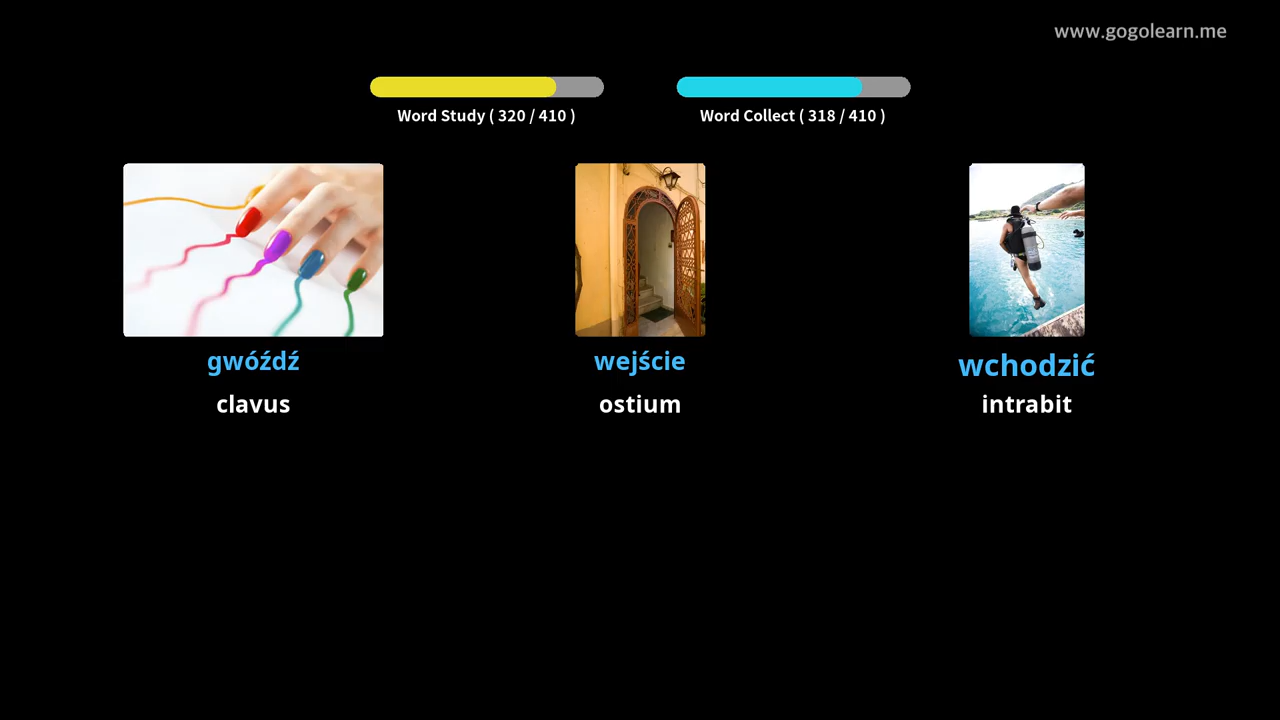 www.gogolearn.me
Word Study ( 320 / 410 )
Word Collect ( 318 / 410 )
gwóźdź
wejście
wchodzić
clavus
ostium
intrabit